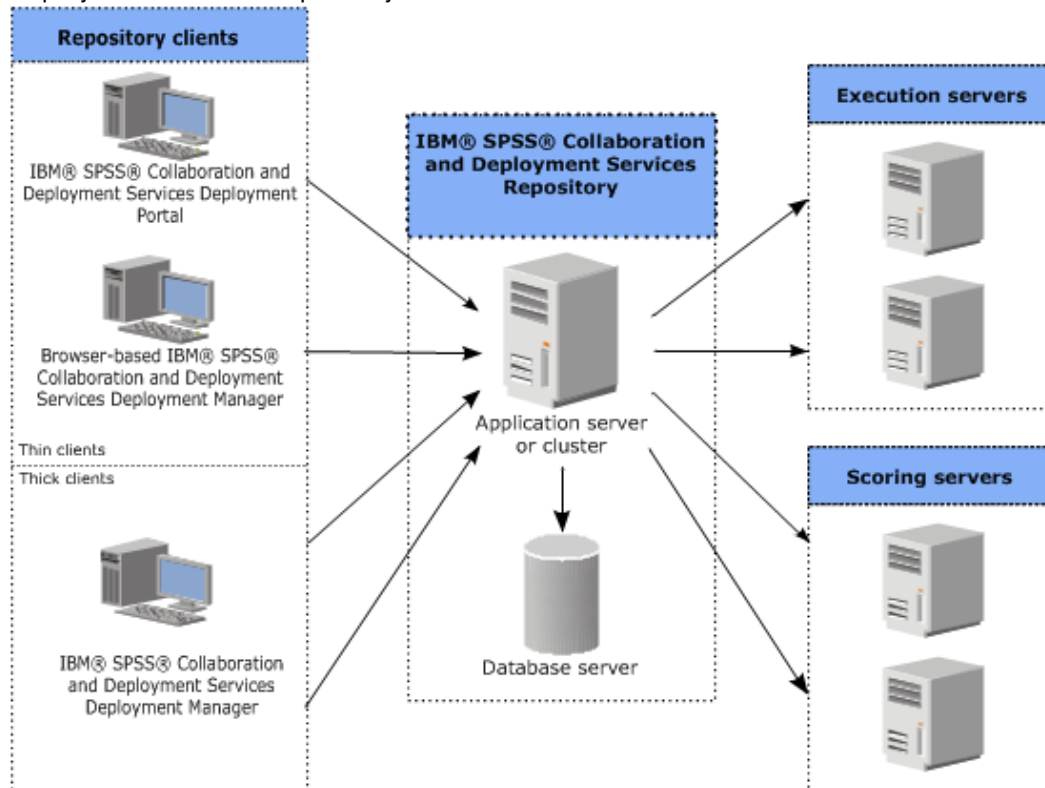 Repository clients
IBM® SPSS® Collaboration and
Deployment Services Deployment
Portal
Browser-based IBM® SPSS®
Collaboration and Deployment
Services Deployment Manager
Thin clients
Thick clients
IBM® SPSS® Collaboration
and Deployment Services
Deployment Manager
IBM® SPSS® Collaboration
and Deployment Services
Repository
Application server
or cluster
Database server
Execution servers
Scoring servers